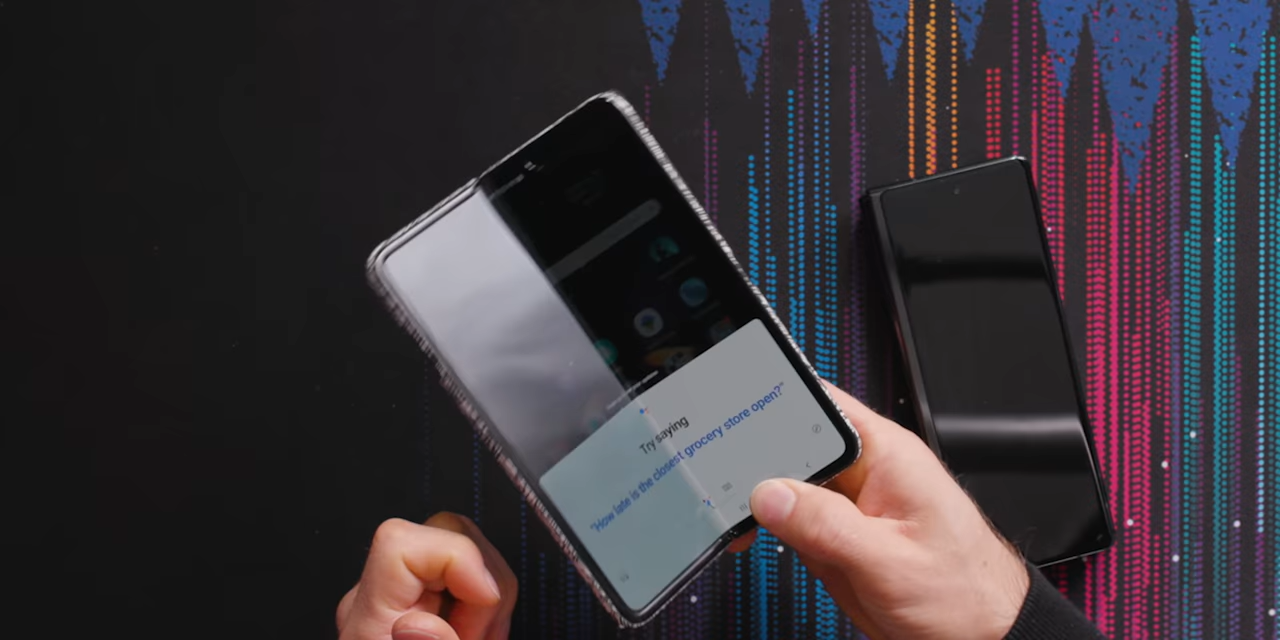 Try saying
"How late is the closest grocery store open?"